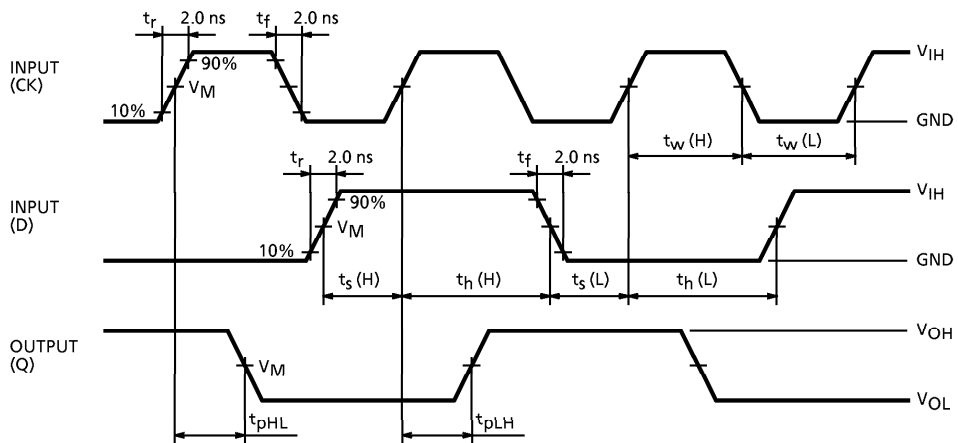 tr 2.0 ns tf 2.0 ns
INPUT
(CK)
90%
VM
10%
VIH
GND
tw (H) tw (L)
tr 2.0 ns tf 2.0 ns
INPUT
(D)
90%
VM
10%
VIH
GND
ts (H) th (H) ts (L) th (L)
OUTPUT
(Q)
VM
VOH
VOL
tpHL tpLH